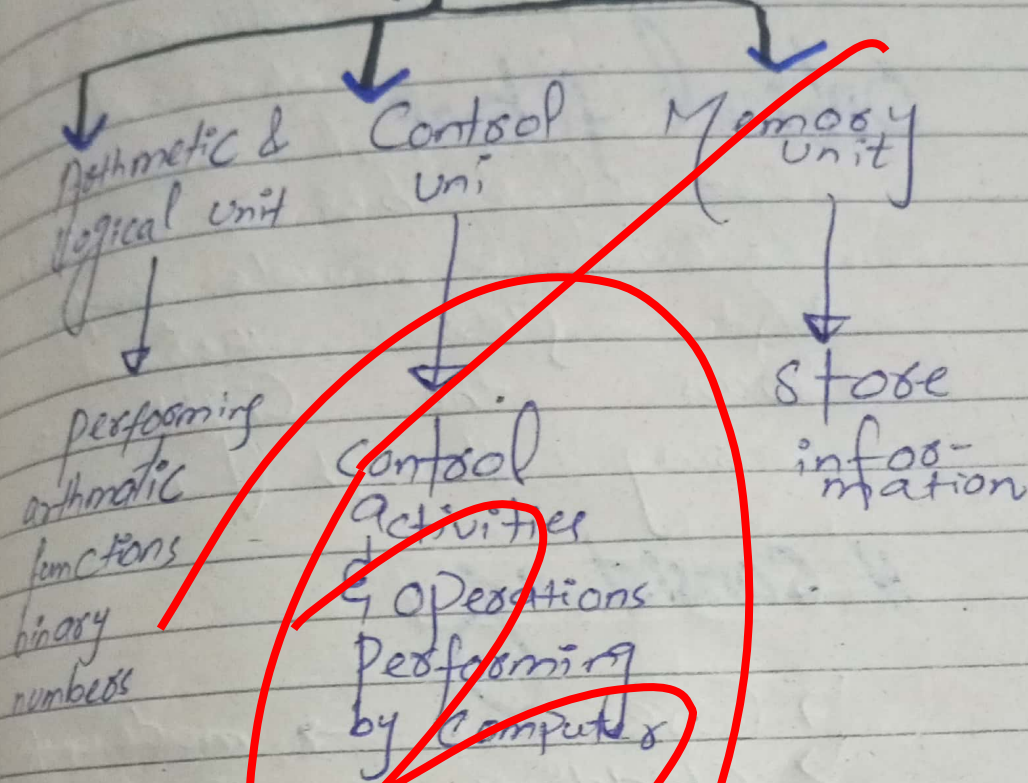 Arthmetic &
logical unit
performing
arthmatic
functions
binary
numbers
Control
uni
Control
activities
& operations
performing
by Computer
Memory
unit
Store
infor-
mation